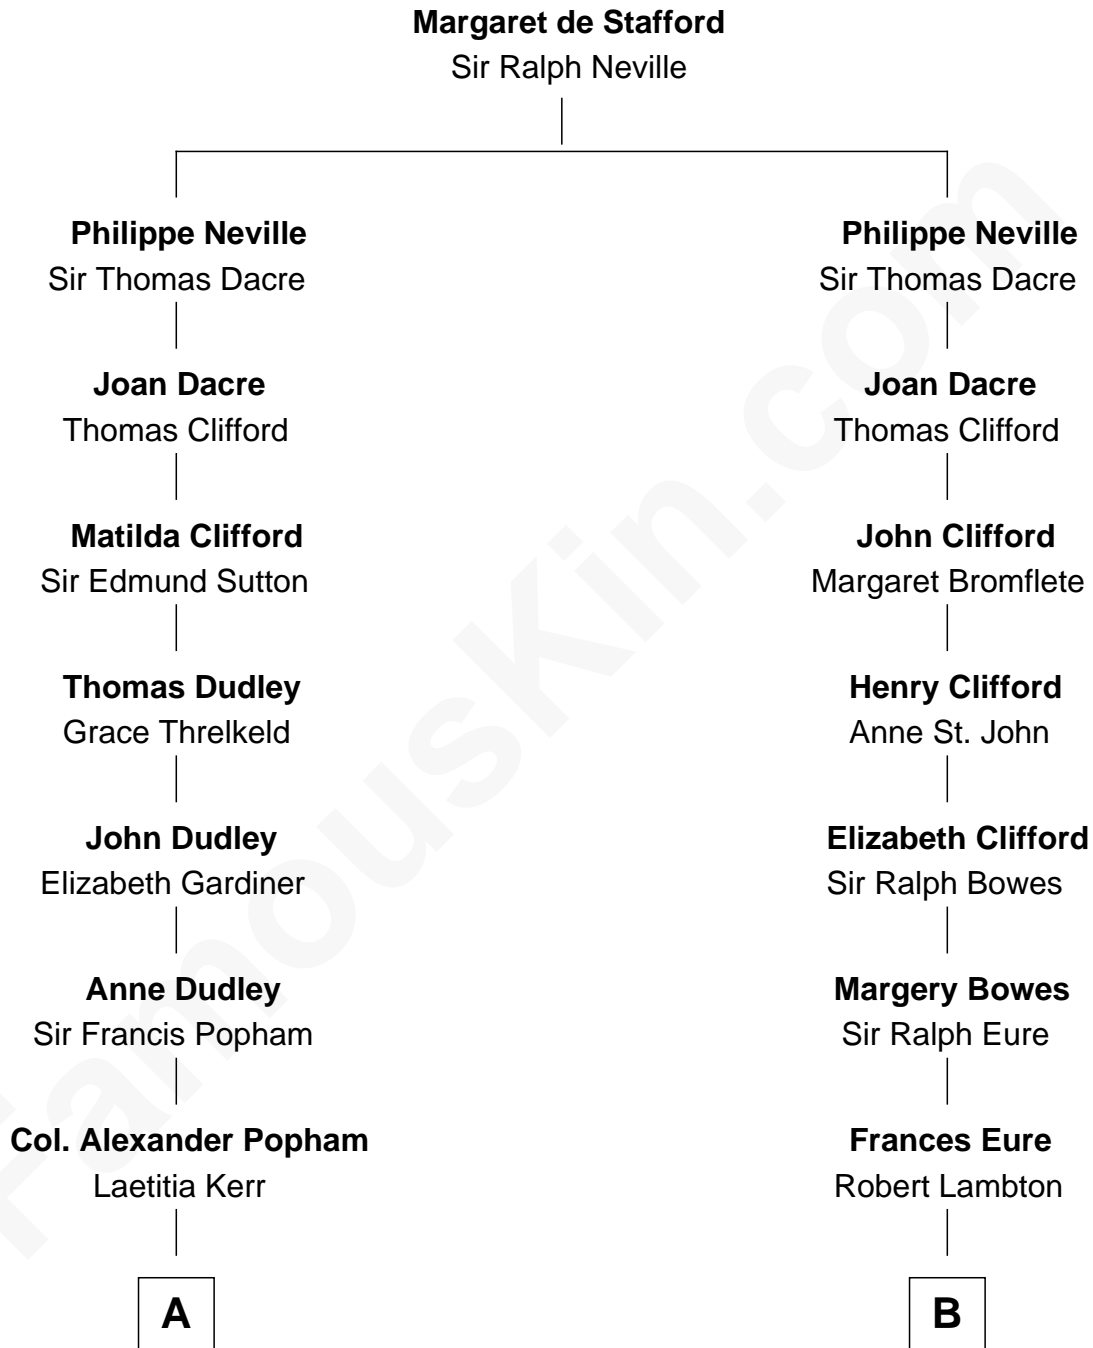 Margaret de Stafford
Sir Ralph Neville
Philippe Neville
Sir Thomas Dacre
Philippe Neville
Sir Thomas Dacre
Joan Dacre
Thomas Clifford
Joan Dacre
Thomas Clifford
Matilda Clifford
Sir Edmund Sutton
John Clifford
Margaret Bromflete
Thomas Dudley
Grace Threlkeld
Henry Clifford
Anne St. John
John Dudley
Elizabeth Gardiner
Elizabeth Clifford
Sir Ralph Bowes
Anne Dudley
Sir Francis Popham
Margery Bowes
Sir Ralph Eure
Col. Alexander Popham
Laetitia Kerr
Frances Eure
Robert Lambton
A
B
FamousKin.com